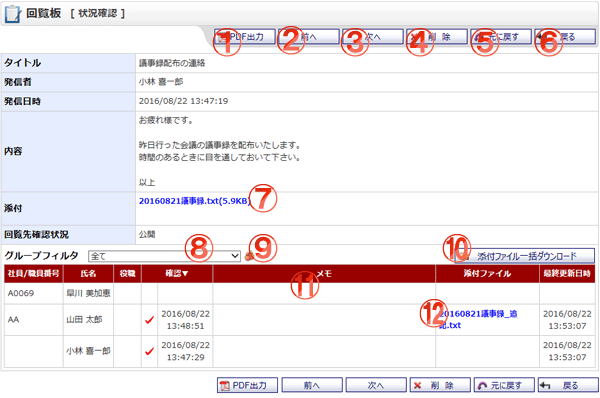 回覧板 [ 状況確認 ]
① PDF出力 ② 前へ ③ 次へ ④ 削 除 ⑤ 元に戻す ⑥ 戻る
タイトル 議事録配布の連絡
発信者 小林 喜一郎
発信日時 2016/08/22 13:47:19
内容 お疲れ様です。
昨日行った会議の議事録を配布いたします。
時間のあるときに目を通しておいて下さい。
以上
添付 20160821議事録.txt(5.9KB) ⑦
回覧先確認状況 公開
グループフィルタ 全て ⑧ ⑨ ⑩ 添付ファイル一括ダウンロード
社員/職員番号 氏名 役職 確認▼ メモ 添付ファイル 最終更新日時
⑪
A0069 早川 美加恵
AA 山田 太郎 2016/08/22 13:48:51 ⑫ 20160821議事録_追記.txt 2016/08/22 13:53:07
小林 喜一郎 2016/08/22 13:47:29 2016/08/22 13:53:07
PDF出力 前へ 次へ 削 除 元に戻す 戻る